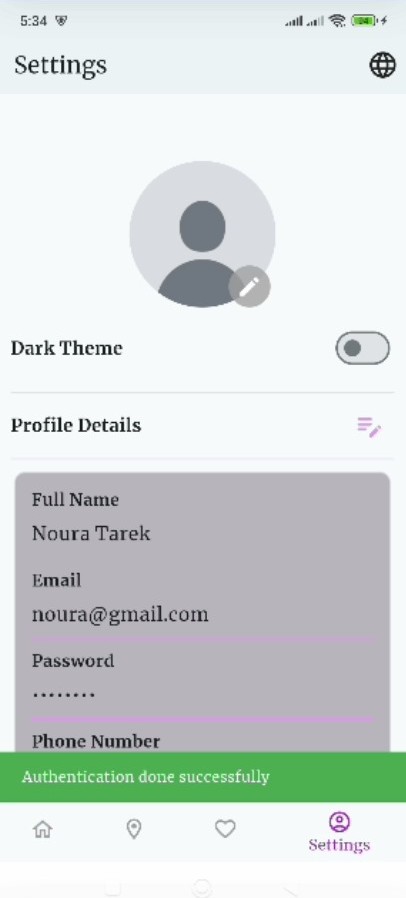 5:34
Settings
Dark Theme
Profile Details
Full Name
Noura Tarek
Email
noura@gmail.com
Password
········
Phone Number
Authentication done successfully
Settings